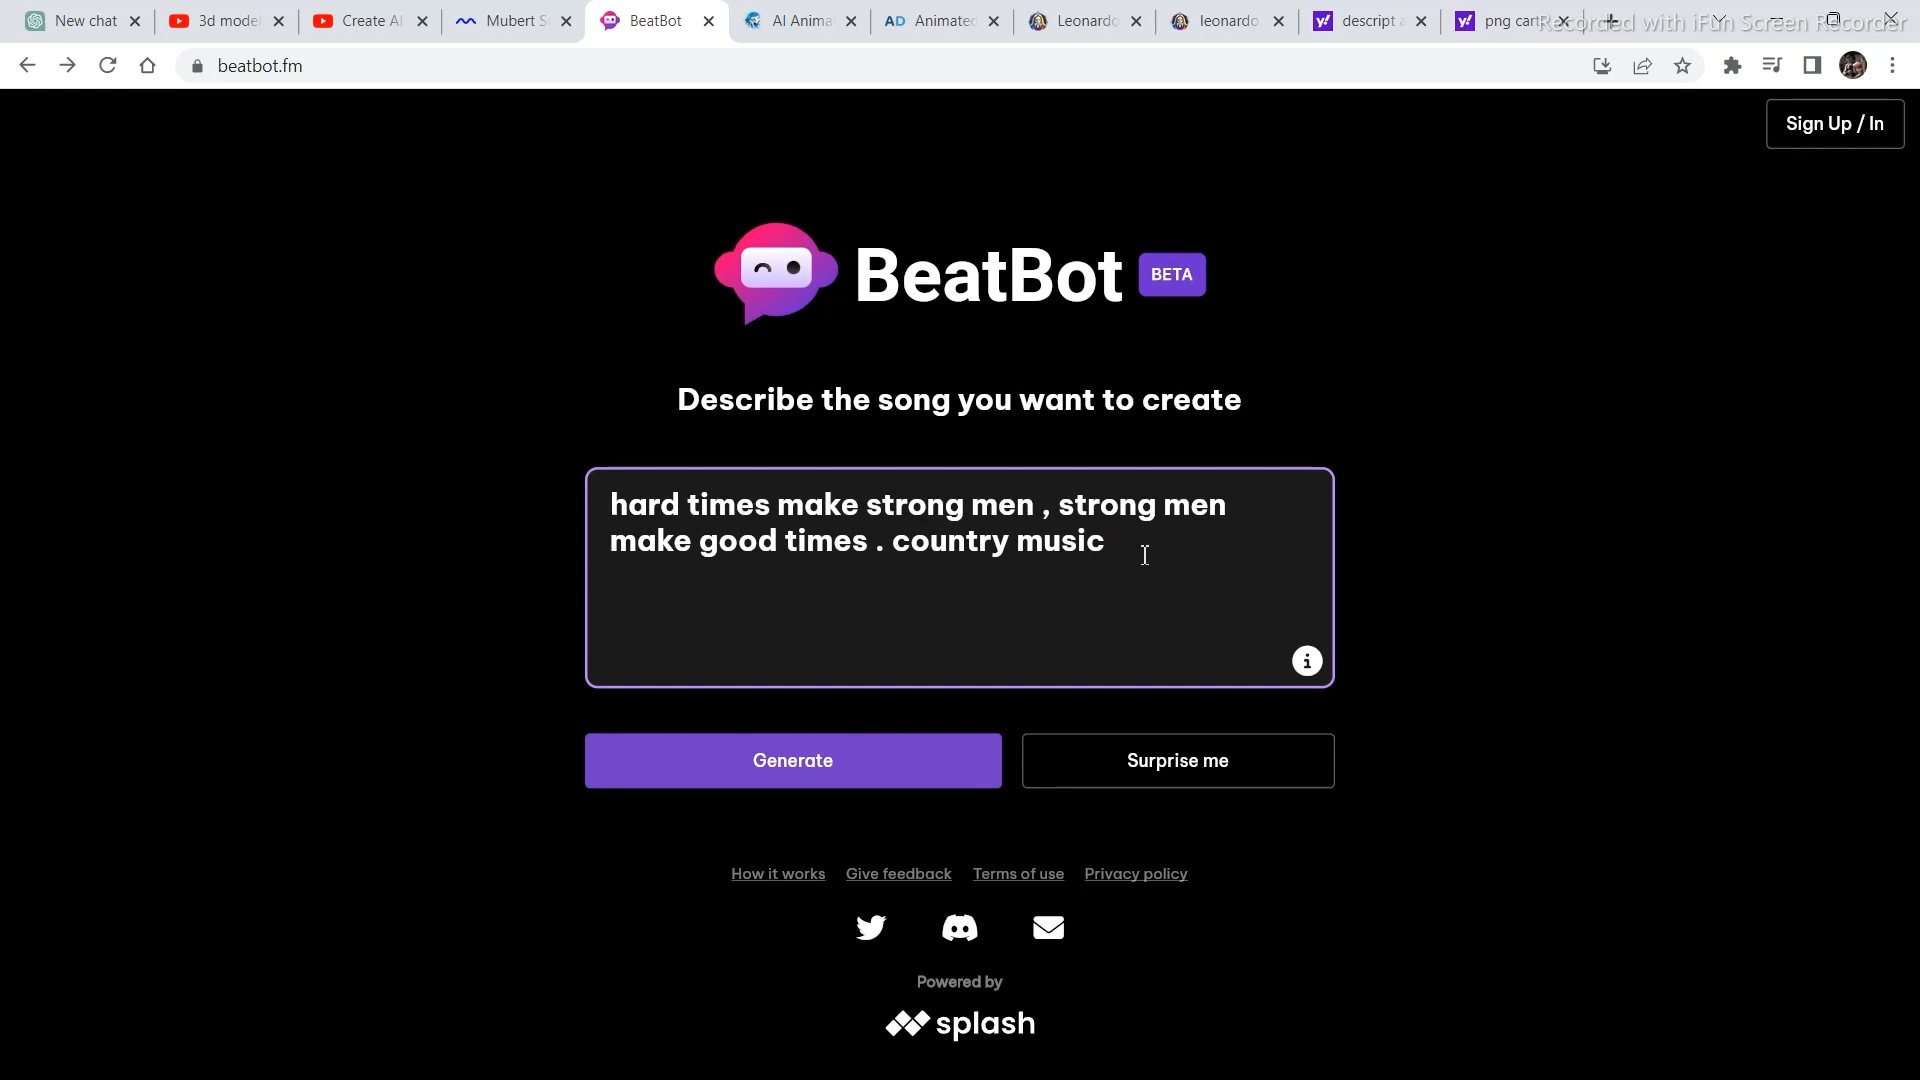 New chat
3d mode
Create AI
Mubert S
BeatBot
AI Anima
AD Animated
Leonardo
leonardo
descript a
png cart
Recorded with iFun Screen Recorder
beatbot.fm
Sign Up / In
BeatBot BETA
Describe the song you want to create
hard times make strong men , strong men
make good times . country music
Generate
Surprise me
How it works Give feedback Terms of use Privacy policy
Powered by
splash